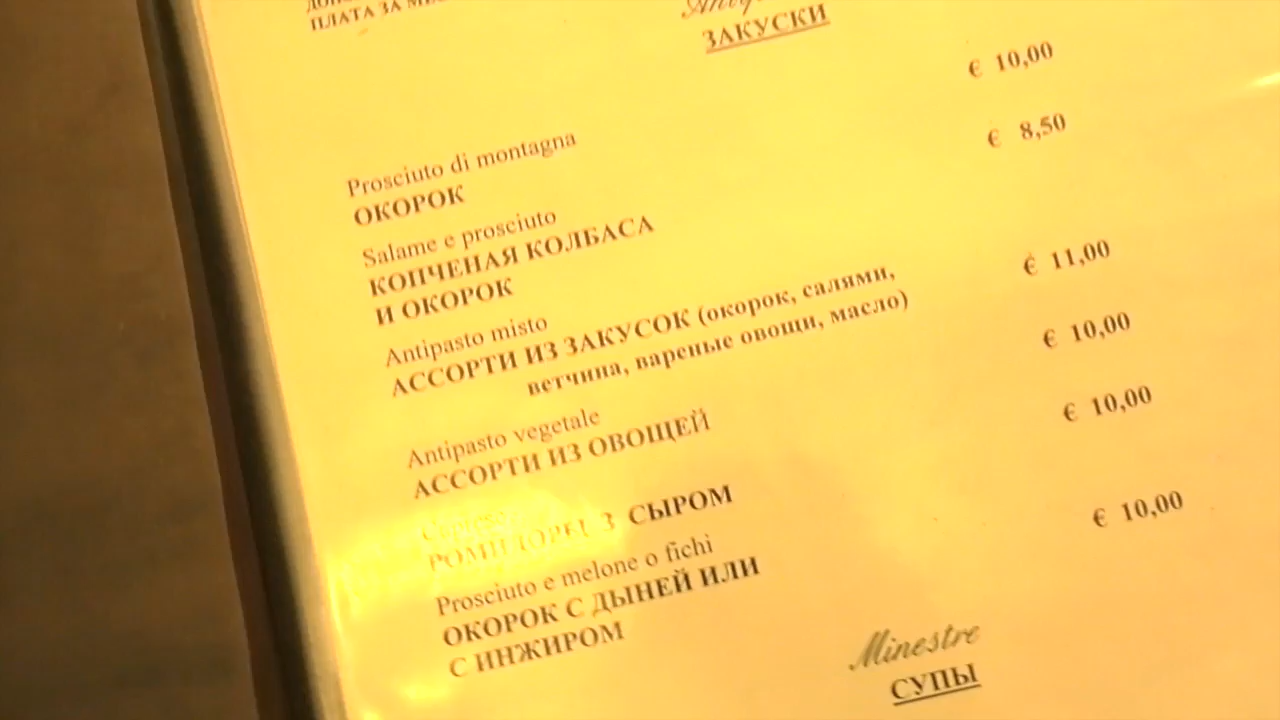 ПЛАТА ЗА
ЗАКУСКИ
Prosciuto di montagna € 10,00
ОКОРОК
Salame e prosciuto € 8,50
КОПЧЕНАЯ КОЛБАСА
И ОКОРОК
Antipasto misto
АССОРТИ ИЗ ЗАКУСОК (окорок, салями, € 11,00
ветчина, вареные овощи, масло)
Antipasto vegetale € 10,00
АССОРТИ ИЗ ОВОЩЕЙ
СЫРОМ € 10,00
Prosciuto e melone o fichi
ОКОРОК С ДЫНЕЙ ИЛИ € 10,00
С ИНЖИРОМ
Minestre
СУПЫ